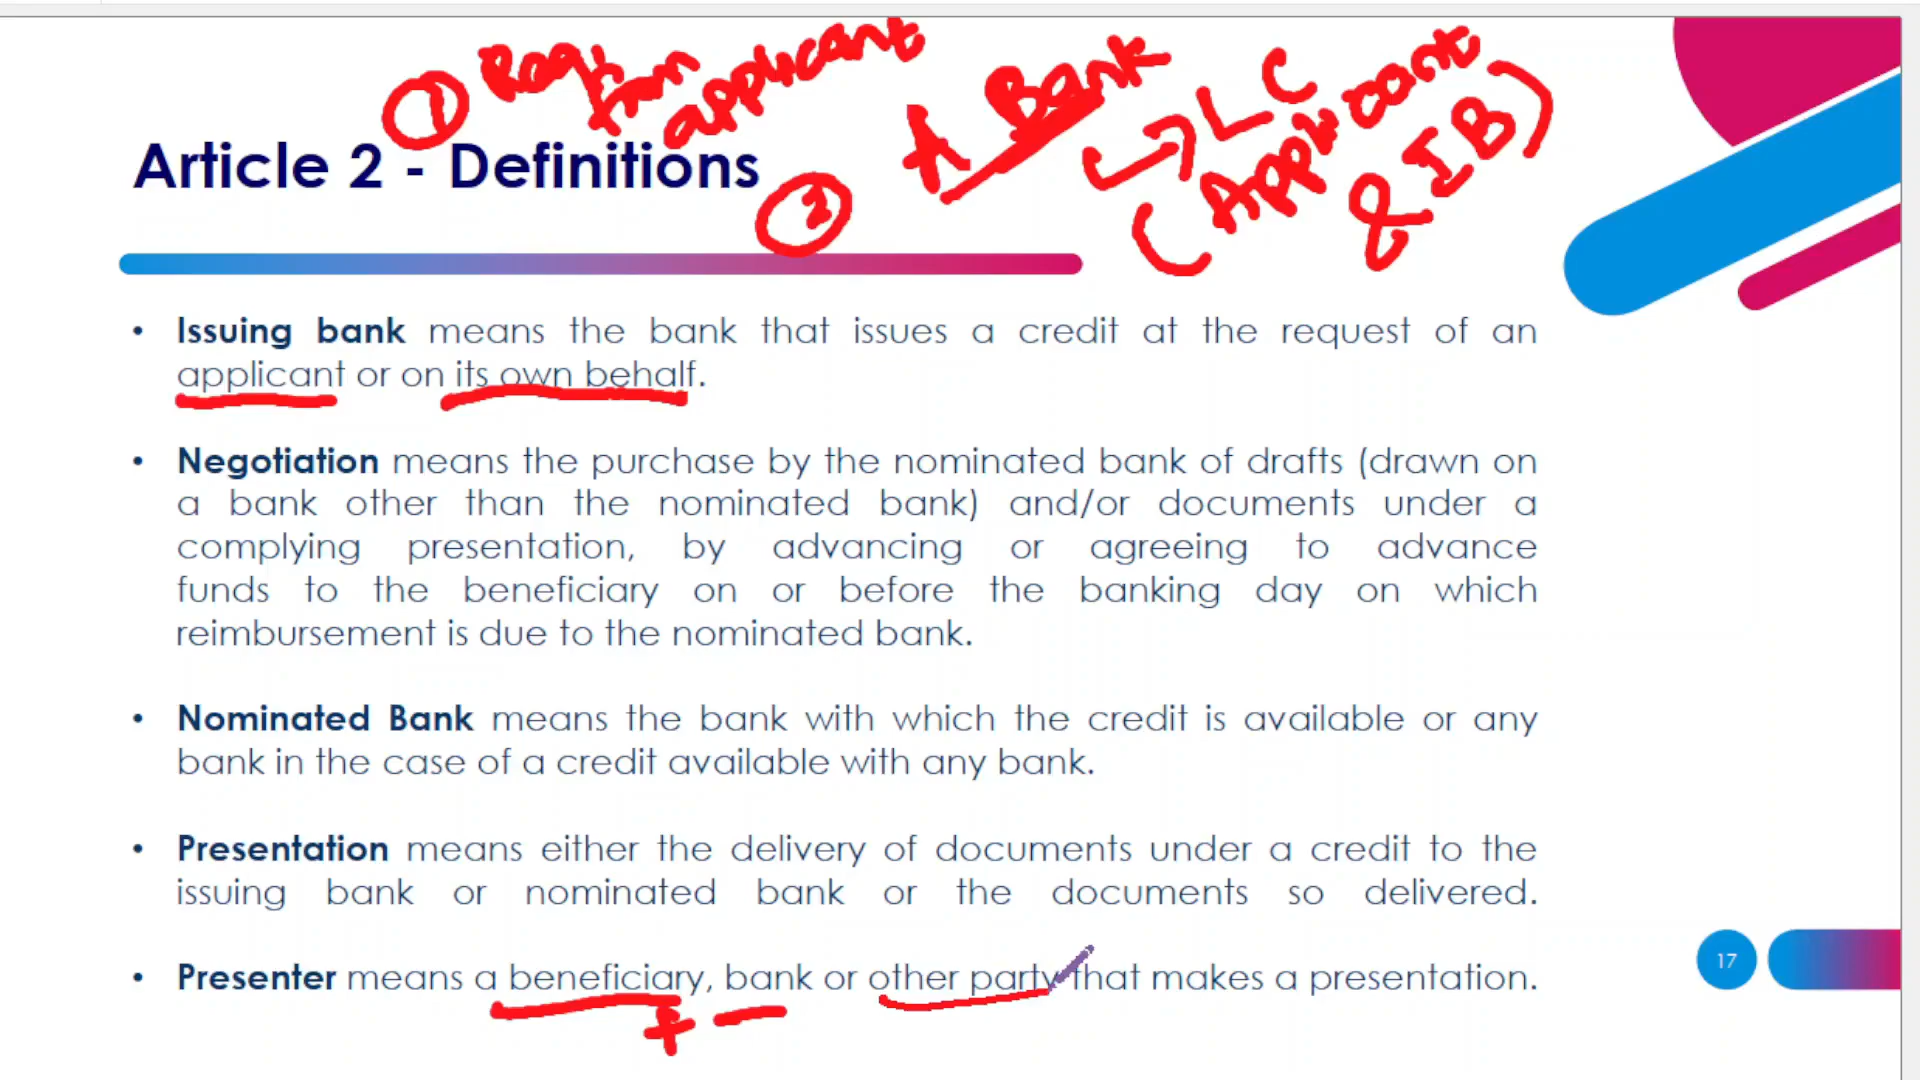 ① Req from applicant
② A Bank
LC
(Applicant & IB)
Article 2 - Definitions
• Issuing bank means the bank that issues a credit at the request of an
applicant or on its own behalf.
• Negotiation means the purchase by the nominated bank of drafts (drawn on
a bank other than the nominated bank) and/or documents under a
complying presentation, by advancing or agreeing to advance
funds to the beneficiary on or before the banking day on which
reimbursement is due to the nominated bank.
• Nominated Bank means the bank with which the credit is available or any
bank in the case of a credit available with any bank.
• Presentation means either the delivery of documents under a credit to the
issuing bank or nominated bank or the documents so delivered.
• Presenter means a beneficiary, bank or other party that makes a presentation.
17